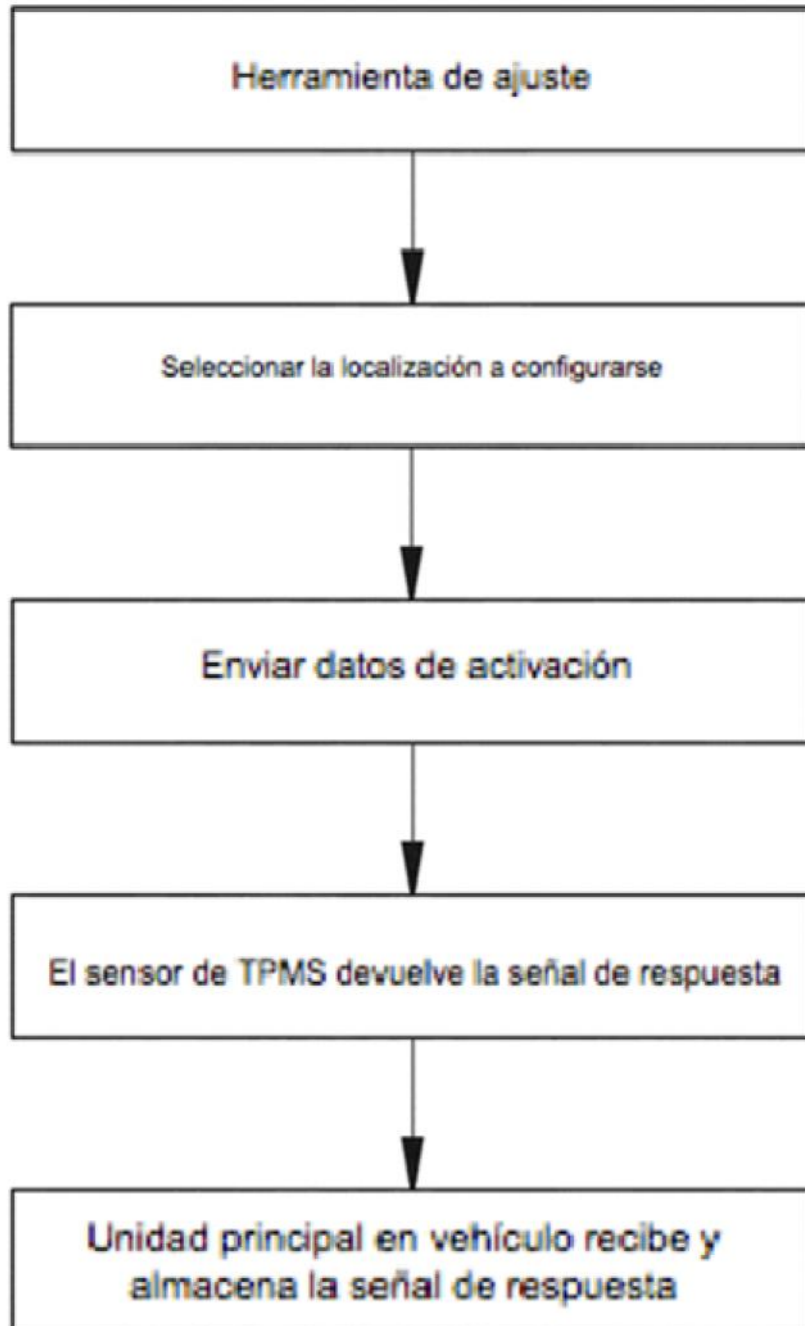 Herramienta de ajuste
Seleccionar la localización a configurarse
Enviar datos de activación
El sensor de TPMS devuelve la señal de respuesta
Unidad principal en vehículo recibe y
almacena la señal de respuesta